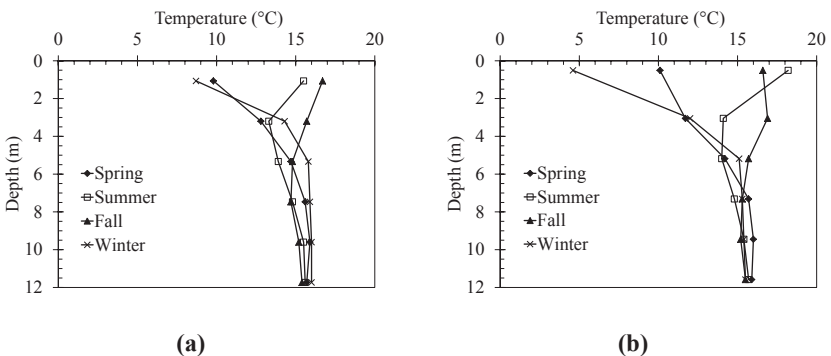 Temperature (°C)
0 5 10 15 20
0
2
4
6
8
10
12
Depth (m)
Spring
Summer
Fall
Winter
(a)
Temperature (°C)
0 5 10 15 20
0
2
4
6
8
10
12
Depth (m)
Spring
Summer
Fall
Winter
(b)